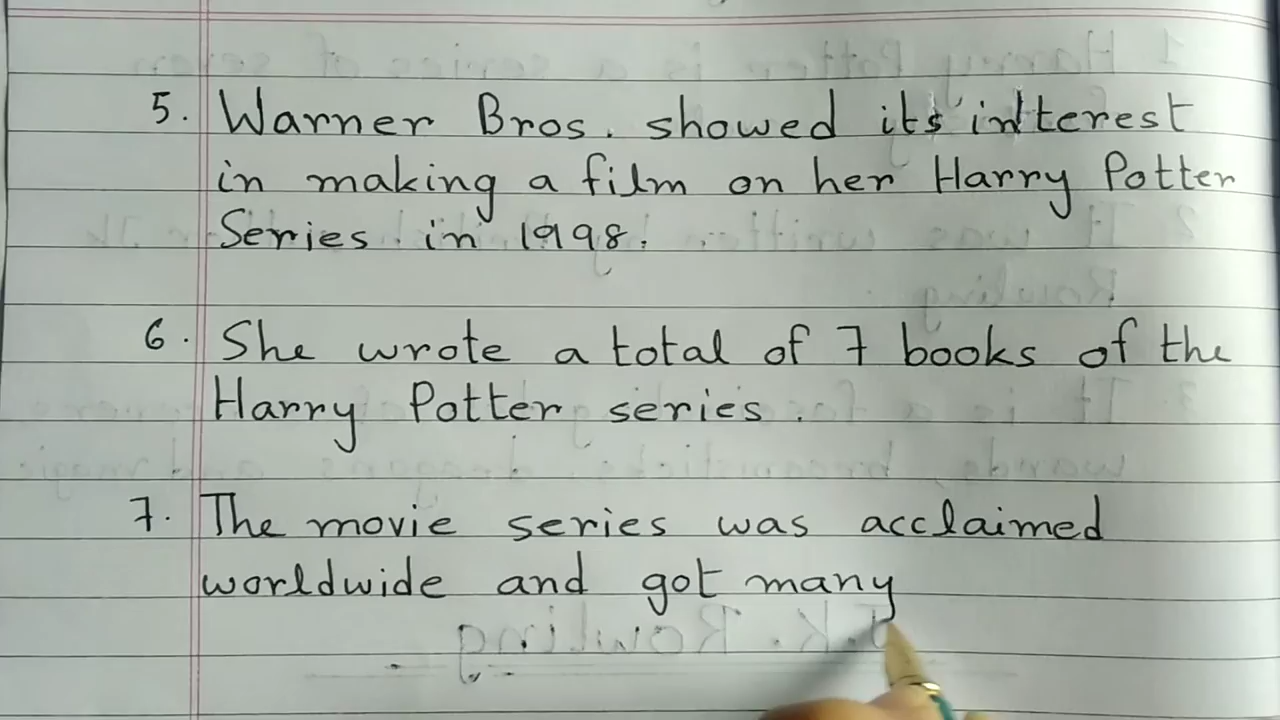 5. Warner Bros. showed its interest
in making a film on her Harry Potter
Series in 1998.
6. She wrote a total of 7 books of the
Harry Potter series.
7. The movie series was acclaimed
worldwide and got many